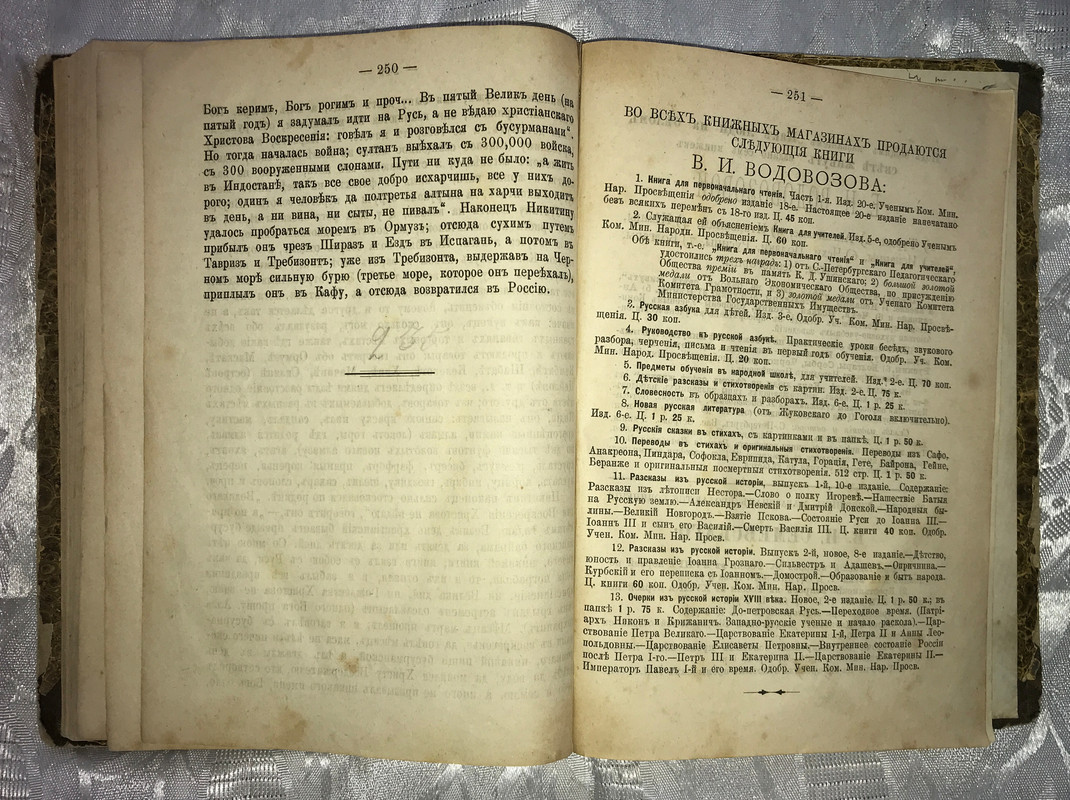 — 250 —
Богъ керимъ, Богъ рогимъ и проч... Въ пятый Великъ день (на
пятый годъ) я задумалъ идти на Русь, а не вѣдаю христіанскаго
Христова Воскресенія: говѣлъ я и розговѣлся съ бусурманами“.
Но тогда началась война; султанъ выѣхалъ съ 300,000 войска,
съ 300 вооруженными слонами. Пути ни куда не было: „а жить
въ Индостанѣ, такъ все свое добро исхарчишь, все у нихъ до-
рого; одинъ я человѣкъ да полтретья алтына на харчи выходитъ
въ день, а ни вина, ни сыты, не пивалъ“. Наконецъ Никитину
удалось пробраться моремъ въ Ормузъ; отсюда сухимъ путемъ
прибылъ онъ чрезъ Ширазъ и Ездъ въ Испагань, а потомъ въ
Тавризъ и Требизонтъ; уже изъ Требизонта, выдержавъ на Чер-
номъ морѣ сильную бурю (третье море, которое онъ переѣхалъ),
приплылъ онъ въ Кафу, а отсюда возвратился въ Россію.
— 251 —
ВО ВСѢХЪ КНИЖНЫХЪ МАГАЗИНАХЪ ПРОДАЮТСЯ
СЛѢДУЮЩІЯ КНИГИ
В. И. ВОДОВОЗОВА:
1. Книга для первоначальнаго чтенія. Часть 1-я. Изд. 20-е. Ученымъ Ком. Мин.
Нар. Просвѣщенія одобрено изданіе 18-е. Настоящее 20-е изданіе напечатано
безъ всякихъ перемѣнъ съ 18-го изд. Ц. 45 коп.
2. Служащая ей объясненіемъ Книга для учителей. Изд. 5-е, одобрено Ученымъ
Ком. Мин. Народн. Просвѣщенія. Ц. 60 коп.
Обѣ книги, т.-е. „Книга для первоначальнаго чтенія“ и „Книга для учителей“,
удостоились трехъ наградъ: 1) отъ С.-Петербургскаго Педагогическаго
Общества преміи въ память К. Д. Ушинскаго; 2) большой золотой
медали отъ Вольнаго Экономическаго Общества, по присужденію
Комитета Грамотности, и 3) золотой медали отъ Ученаго Комитета
Министерства Государственныхъ Имуществъ.
3. Русская азбука для дѣтей. Изд. 3-е. Одобр. Уч. Ком. Мин. Нар. Просвѣ-
щенія. Ц. 30 коп.
4. Руководство къ русской азбукѣ. Практическіе уроки бесѣдъ, звукового
разбора, черченія, письма и чтенія въ первый годъ обученія. Одобр. Уч. Ком.
Мин. Народ. Просвѣщенія. Ц. 20 коп.
5. Предметы обученія въ народной школѣ, для учителей. Изд. 2-е. Ц. 70 коп.
6. Дѣтскіе разсказы и стихотворенія съ картин. Изд. 2-е. Ц. 75 к.
7. Словесность въ образцахъ и разборахъ. Изд. 6-е. Ц. 1 р. 25 к.
8. Новая русская литература (отъ Жуковскаго до Гоголя включительно).
Изд. 6-е. Ц. 1 р. 25 к.
9. Русскія сказки въ стихахъ, съ картинками и въ папкѣ. Ц. 1 р. 50 к.
10. Переводы въ стихахъ и оригинальныя стихотворенія. Переводы изъ Сафо,
Анакреона, Пиндара, Софокла, Еврипида, Катула, Горація, Гете, Байрона, Гейне,
Беранже и оригинальныя посмертныя стихотворенія. 512 стр. Ц. 1 р. 50 к.
11. Разсказы изъ русской исторіи, выпускъ 1-й, 10-е изданіе. Содержаніе:
Разсказы изъ лѣтописи Нестора.—Слово о полку Игоревѣ.—Нашествіе Батыя
на Русскую землю.—Александръ Невскій и Дмитрій Донской.—Народныя бы-
лины.—Великій Новгородъ.—Взятіе Пскова.—Состояніе Руси до Іоанна III.—
Іоаннъ III и сынъ его Василій.—Смерть Василія III. Ц. книги 40 коп. Одобр.
Учен. Ком. Мин. Нар. Просв.
12. Разсказы изъ русской исторіи. Выпускъ 2-й, новое, 8-е изданіе.—Дѣтство,
юность и правленіе Іоанна Грознаго.—Сильвестръ и Адашевъ.—Опричнина.—
Курбскій и его переписка съ Іоанномъ.—Домострой.—Образованіе и бытъ народа.
Ц. книги 60 коп. Одобр. Учен. Ком. Мин. Нар. Просв.
13. Очерки изъ русской исторіи XVIII вѣка. Новое, 2-е изданіе. Ц. 1 р. 50 к.; въ
папкѣ 1 р. 75 к. Содержаніе: До-петровская Русь.—Переходное время. (Патрі-
архъ Никонъ и Крижаничъ. Западно-русскіе ученые и начало раскола).—Цар-
ствованіе Петра Великаго.—Царствованіе Екатерины I-й, Петра II и Анны Лео-
польдовны.—Царствованіе Елисаветы Петровны.—Внутреннее состояніе Россіи
послѣ Петра I-го.—Петръ III и Екатерина II.—Царствованіе Екатерины II.—
Императоръ Павелъ I-й и его время. Одобр. Учен. Ком. Мин. Нар. Просв.